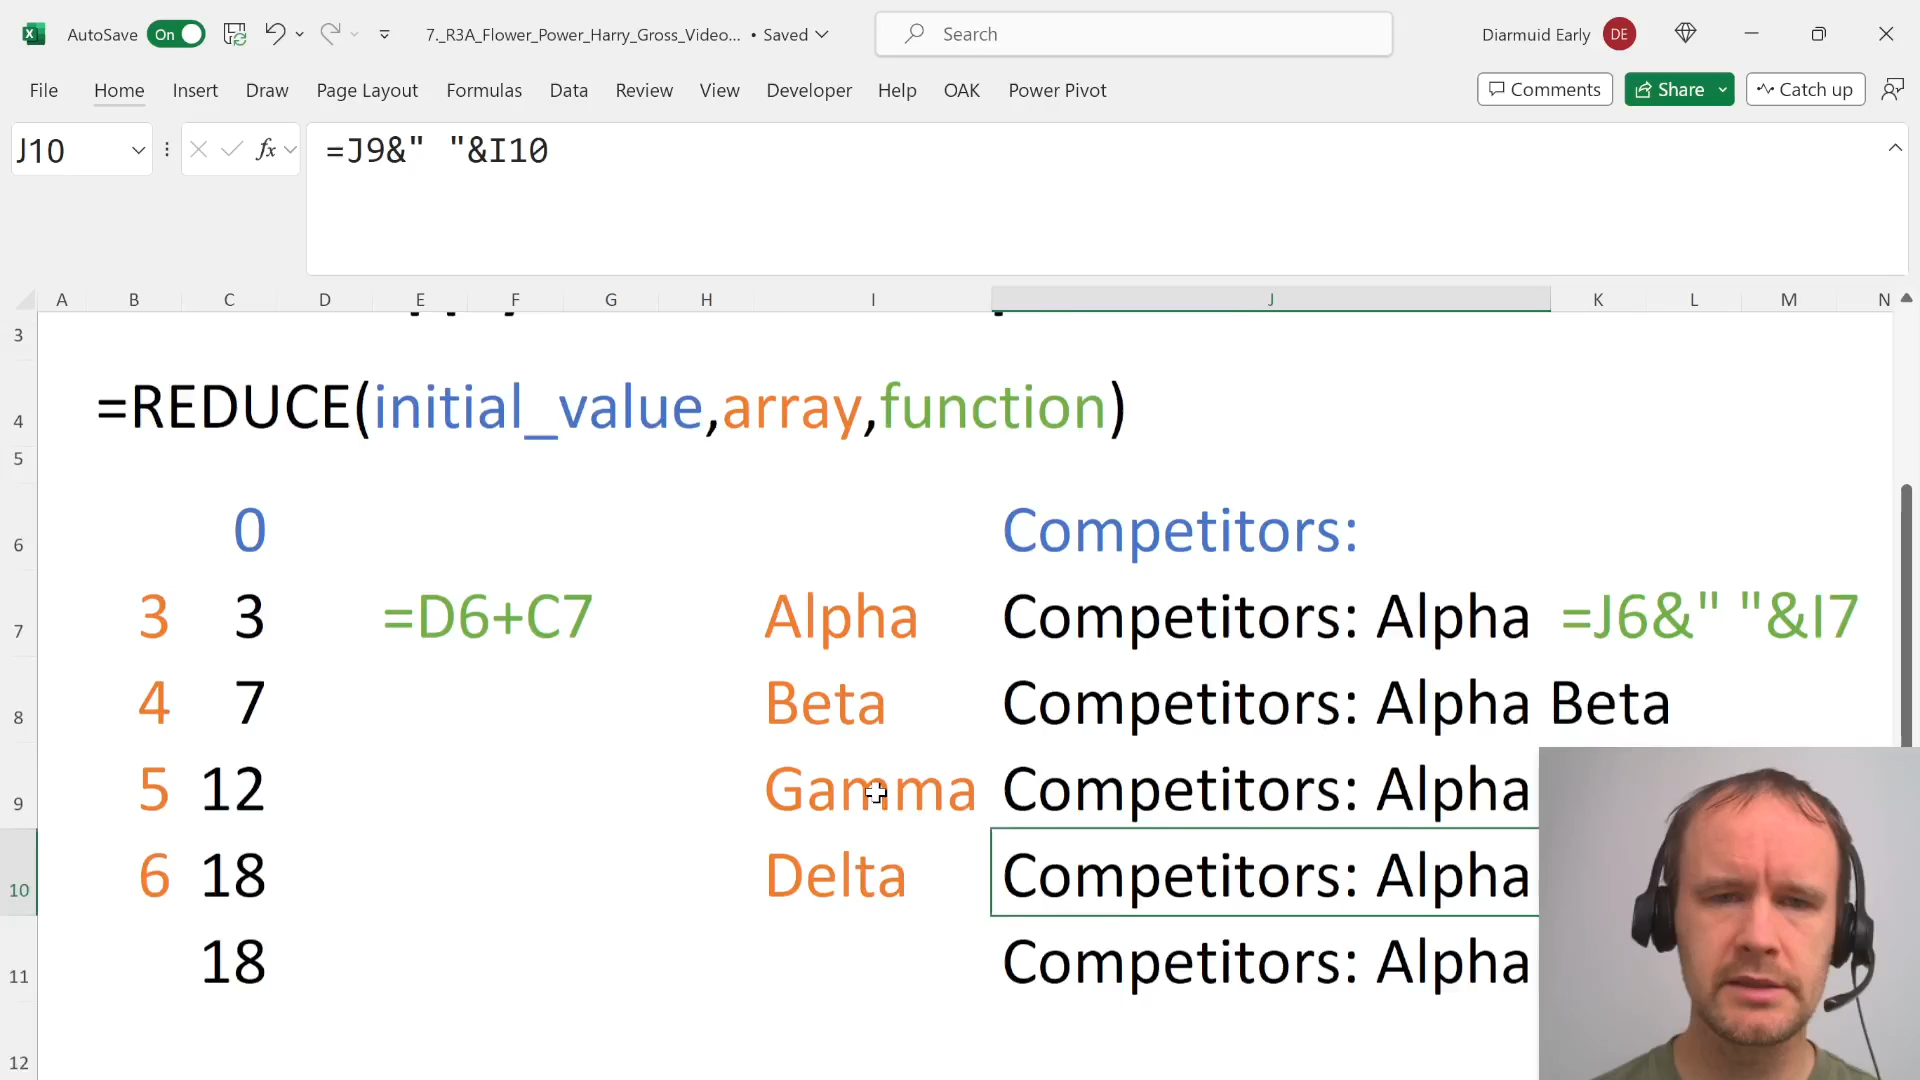 AutoSave On 7._R3A_Flower_Power_Harry_Gross_Video... • Saved Search Diarmuid Early DE
File Home Insert Draw Page Layout Formulas Data Review View Developer Help OAK Power Pivot Comments Share Catch up
J10 fx =J9&" "&I10
A B C D E F G H I J K L M N
3
4 =REDUCE(initial_value,array,function)
5
6 0 Competitors:
7 3 3 =D6+C7 Alpha Competitors: Alpha =J6&" "&I7
8 4 7 Beta Competitors: Alpha Beta
9 5 12 Gamma Competitors: Alpha
10 6 18 Delta Competitors: Alpha
11 18 Competitors: Alpha
12